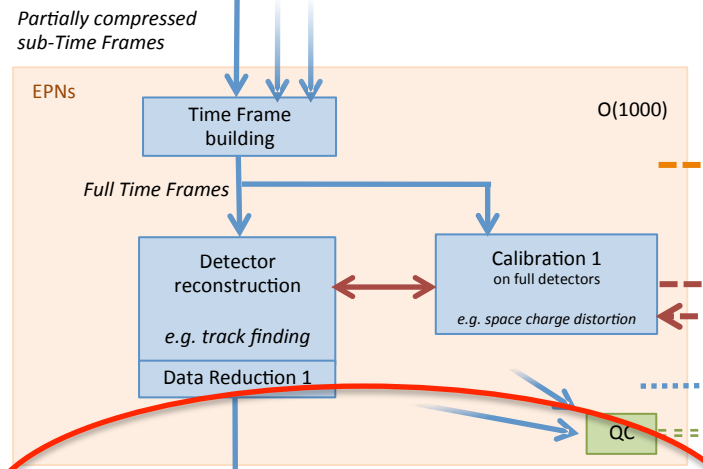 Partially compressed
sub-Time Frames
EPNs
O(1000)
Time Frame
building
Full Time Frames
Detector
reconstruction
e.g. track finding
Data Reduction 1
Calibration 1
on full detectors
e.g. space charge distortion
QC